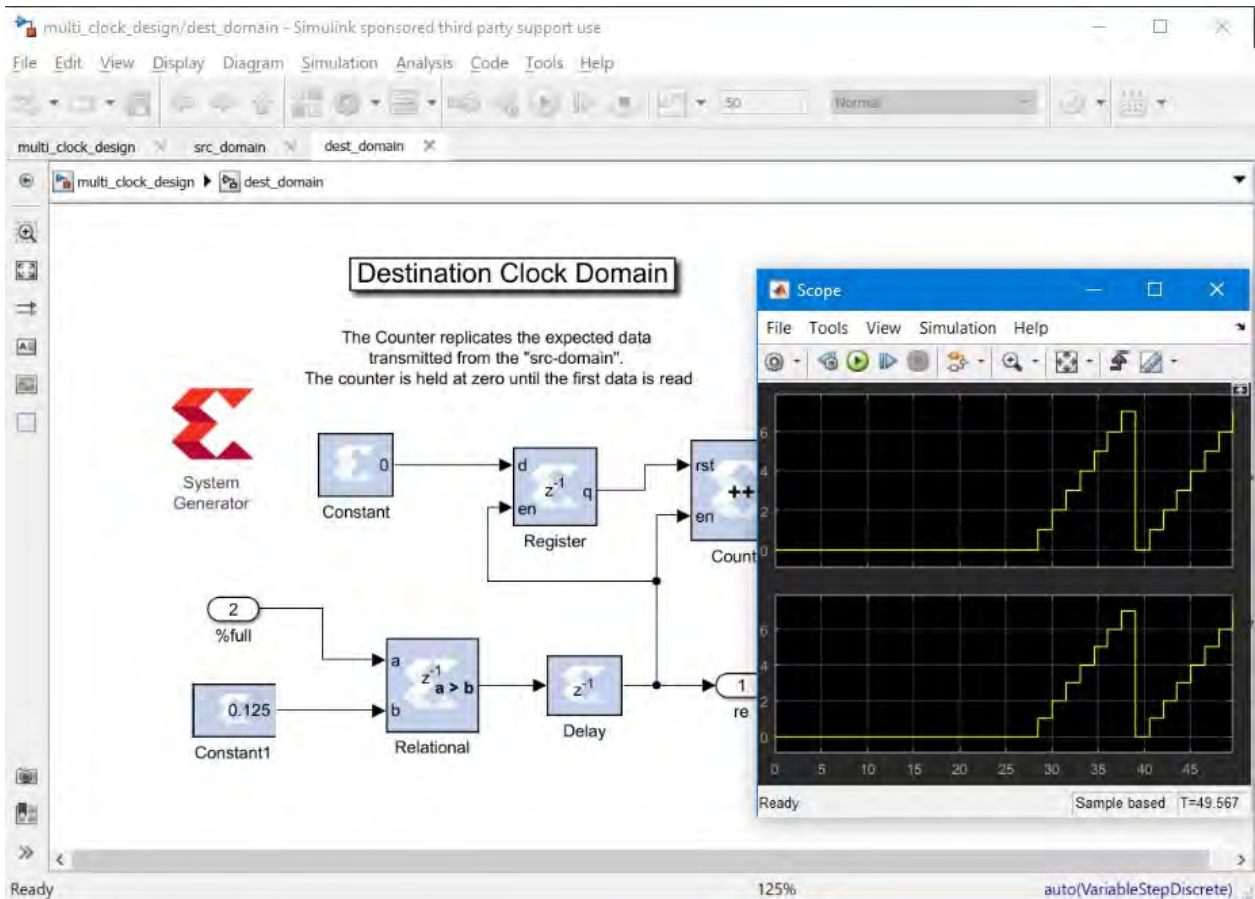 multi_clock_design/dest_domain - Simulink sponsored third party support use
File Edit View Display Diagram Simulation Analysis Code Tools Help
50 Normal
multi_clock_design src_domain dest_domain
multi_clock_design dest_domain
Destination Clock Domain
The Counter replicates the expected data
transmitted from the "src-domain".
The counter is held at zero until the first data is read
System
Generator
0
Constant
d
z-1 q
en
Register
rst
++
en
Count
2
%full
a
z-1
a > b
b
Relational
0.125
Constant1
z-1
Delay
1
re
Scope
File Tools View Simulation Help
6
4
2
0
6
4
2
0
0 5 10 15 20 25 30 35 40 45
Ready Sample based T=49.567
Ready 125% auto(VariableStepDiscrete)